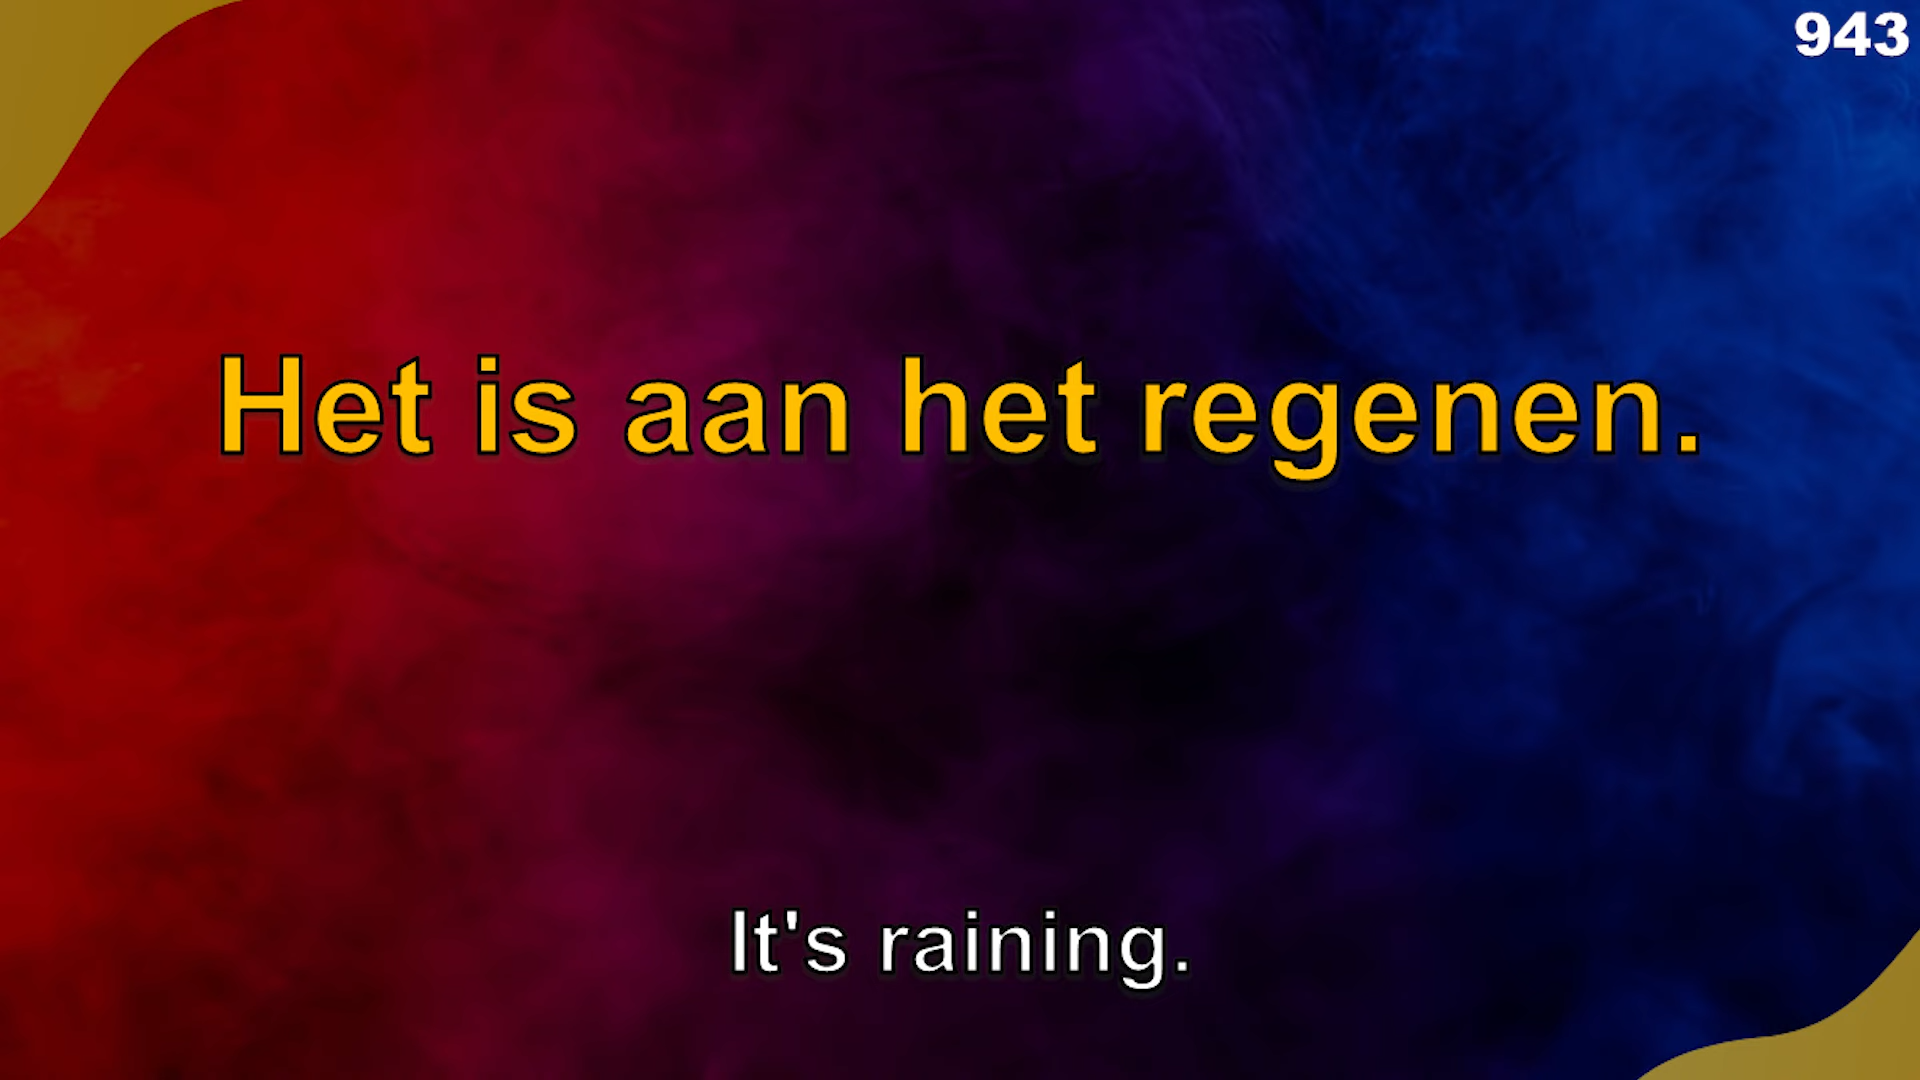 943
Het is aan het regenen.
It's raining.